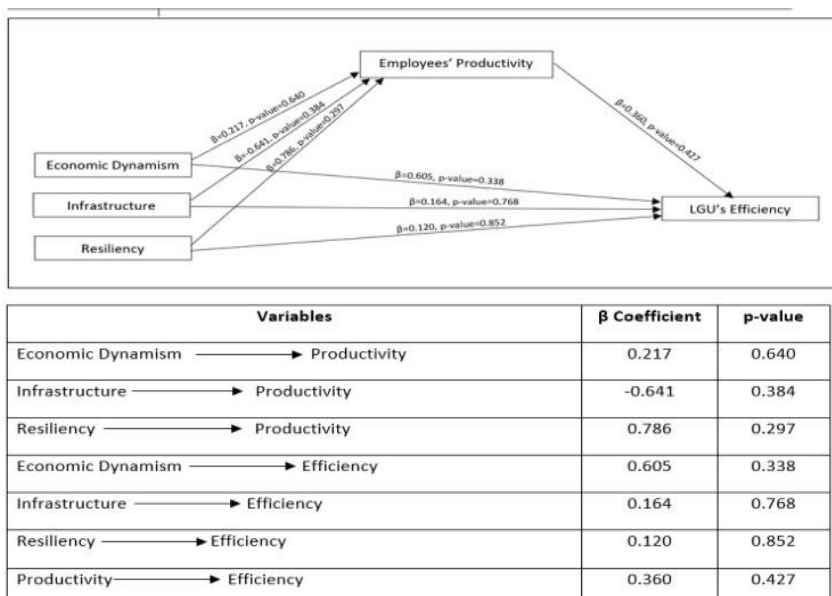 Employees' Productivity
β=0.217, p-value=0.640
β=-0.641, p-value=0.384
β=0.786, p-value=0.297
β=0.360, p-value=0.427
Economic Dynamism
β=0.605, p-value=0.338
Infrastructure
β=0.164, p-value=0.768
LGU's Efficiency
β=0.120, p-value=0.852
Resiliency
Variables β Coefficient p-value
Economic Dynamism → Productivity 0.217 0.640
Infrastructure → Productivity -0.641 0.384
Resiliency → Productivity 0.786 0.297
Economic Dynamism → Efficiency 0.605 0.338
Infrastructure → Efficiency 0.164 0.768
Resiliency → Efficiency 0.120 0.852
Productivity → Efficiency 0.360 0.427